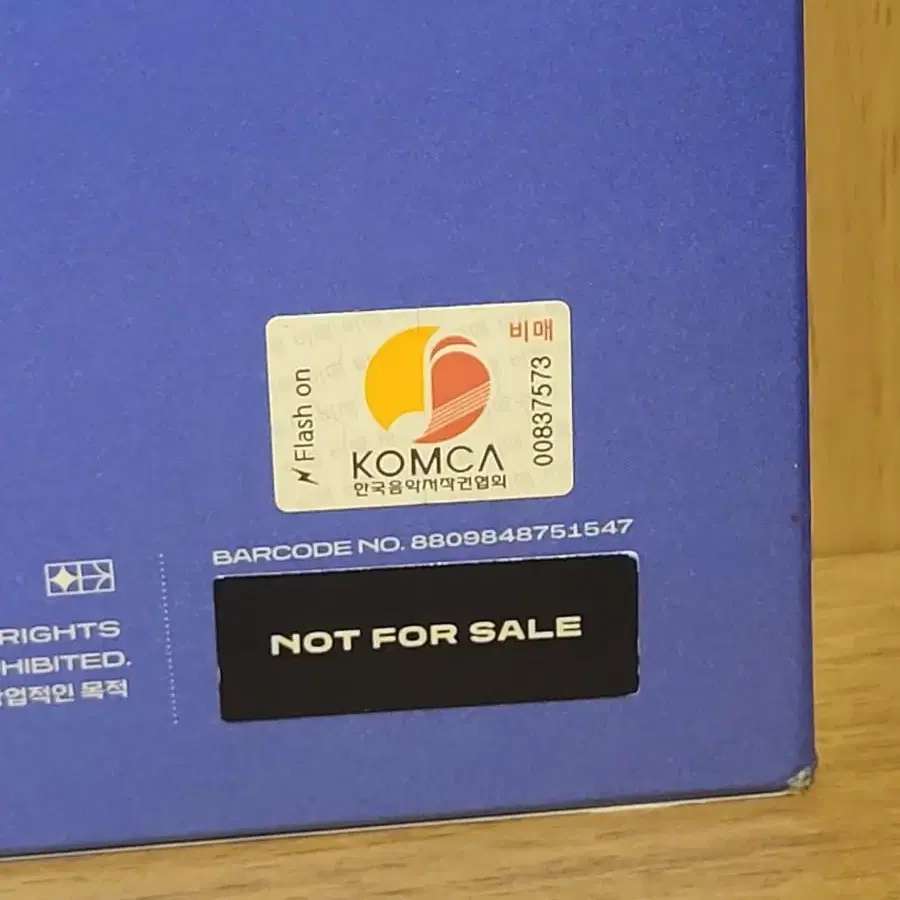 비매
Flash on
00837573
KOMCA
한국음악저작권협회
BARCODE NO. 8809848751547
NOT FOR SALE
RIGHTS
HIBITED.
업적인 목적